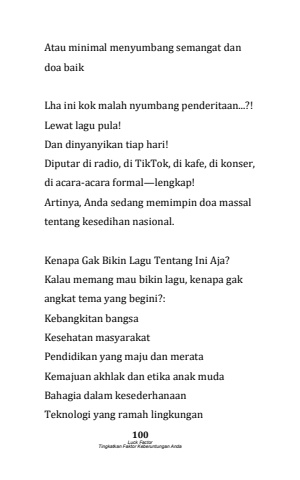 Atau minimal menyumbang semangat dan
doa baik
Lha ini kok malah nyumbang penderitaan...?!
Lewat lagu pula!
Dan dinyanyikan tiap hari!
Diputar di radio, di TikTok, di kafe, di konser,
di acara-acara formal—lengkap!
Artinya, Anda sedang memimpin doa massal
tentang kesedihan nasional.
Kenapa Gak Bikin Lagu Tentang Ini Aja?
Kalau memang mau bikin lagu, kenapa gak
angkat tema yang begini?:
Kebangkitan bangsa
Kesehatan masyarakat
Pendidikan yang maju dan merata
Kemajuan akhlak dan etika anak muda
Bahagia dalam kesederhanaan
Teknologi yang ramah lingkungan
100
Luck Factor
Tingkatkan Faktor Keberuntungan Anda